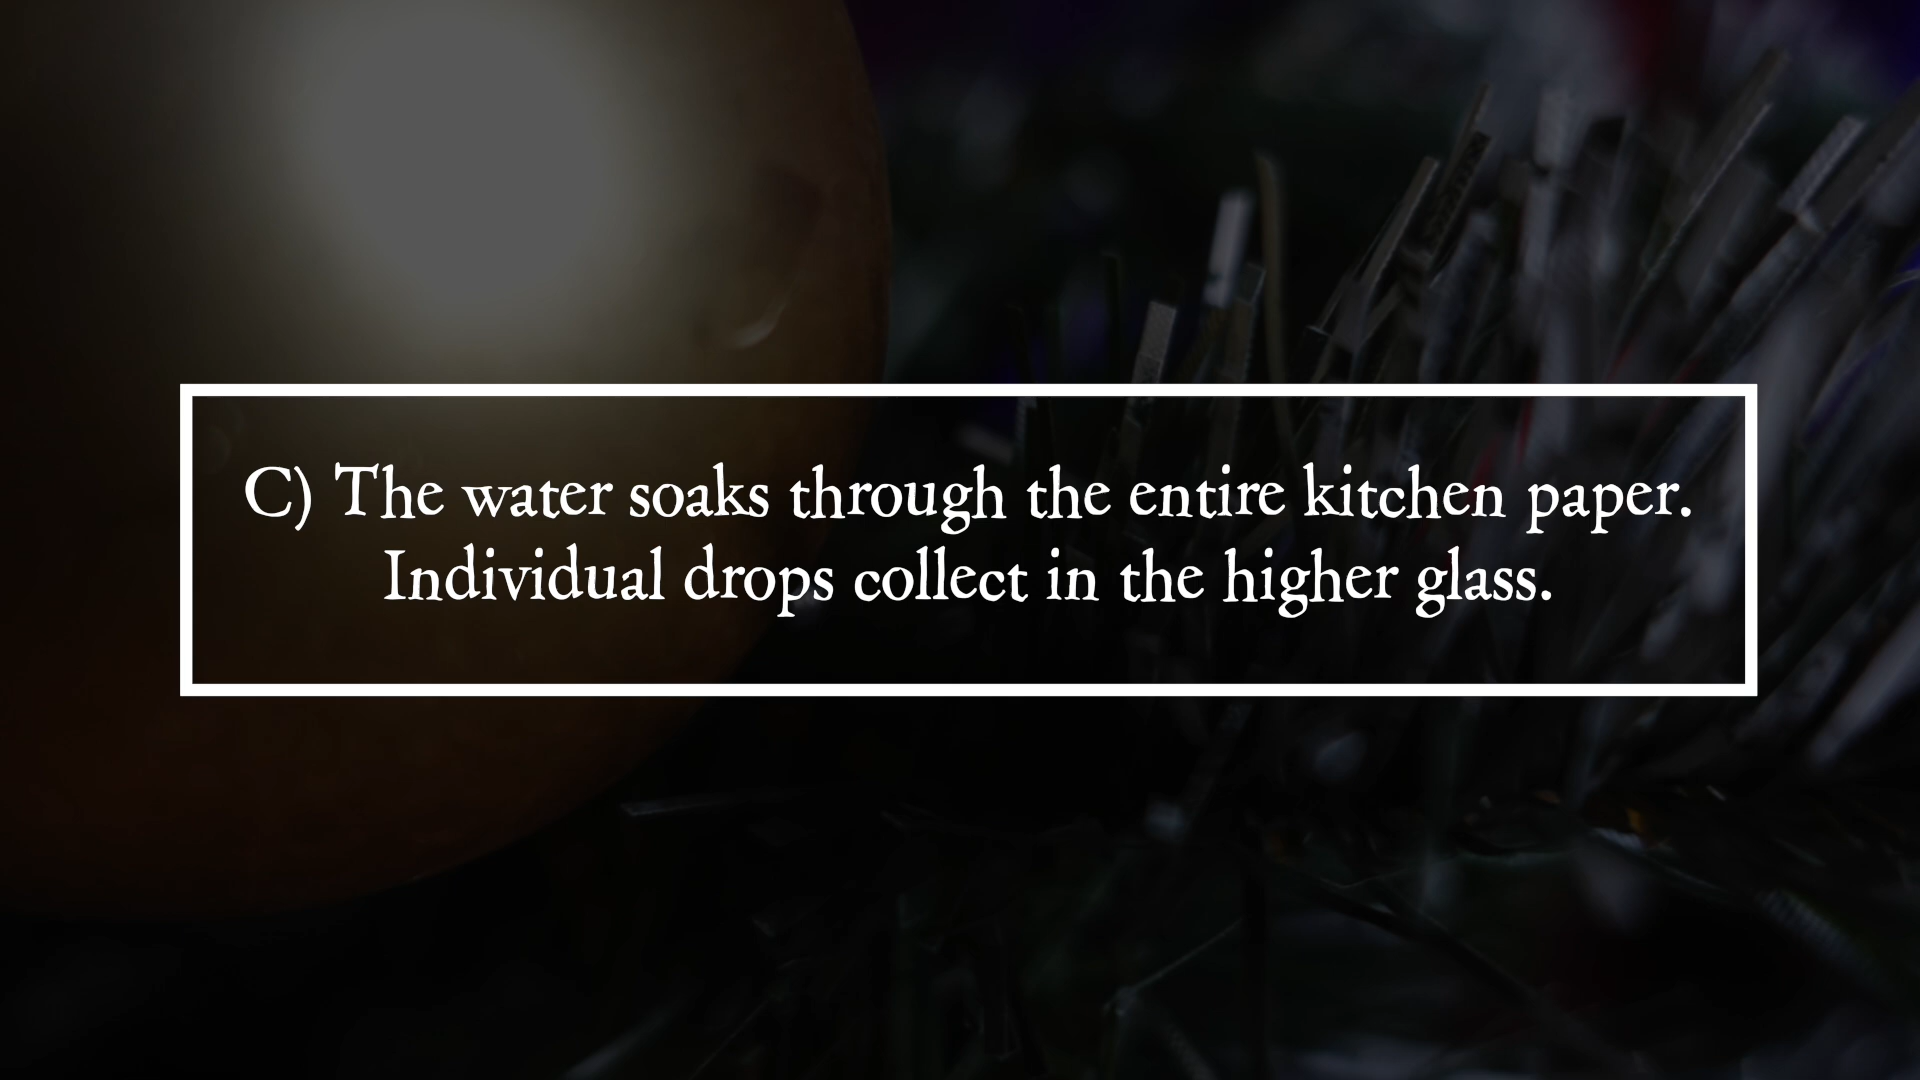 C) The water soaks through the entire kitchen paper.
Individual drops collect in the higher glass.